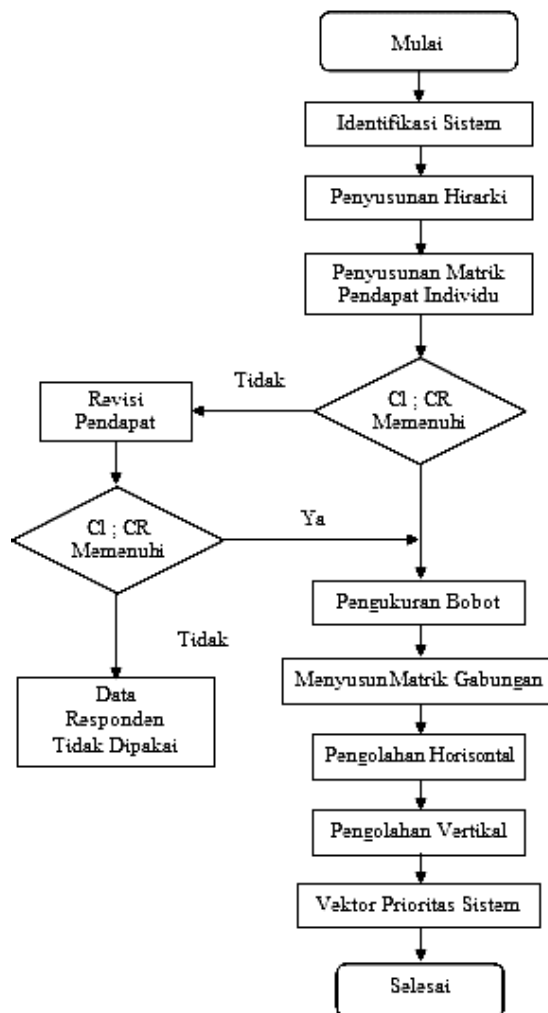 Mulai
Identifikasi Sistem
Penyusunan Hirarki
Penyusunan Matrik
Pendapat Individu
CI ; CR
Memenuhi
Tidak
Revisi
Pendapat
CI ; CR
Memenuhi
Ya
Tidak
Data
Responden
Tidak Dipakai
Pengukuran Bobot
Menyusun Matrik Gabungan
Pengolahan Horisontal
Pengolahan Vertikal
Vektor Prioritas Sistem
Selesai